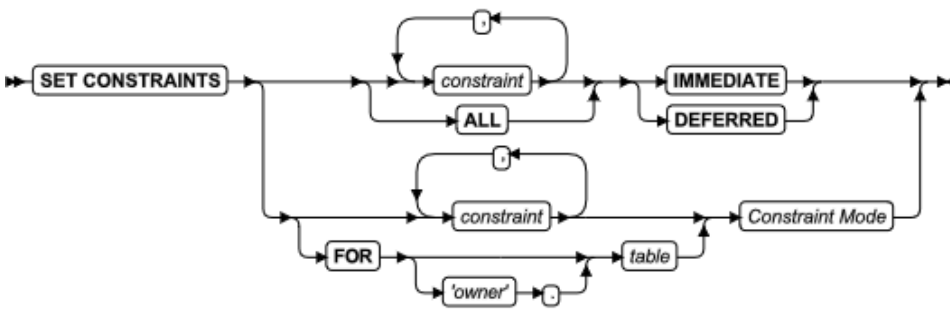 ,
SET CONSTRAINTS constraint IMMEDIATE
ALL DEFERRED
,
constraint Constraint Mode
FOR table
'owner' .